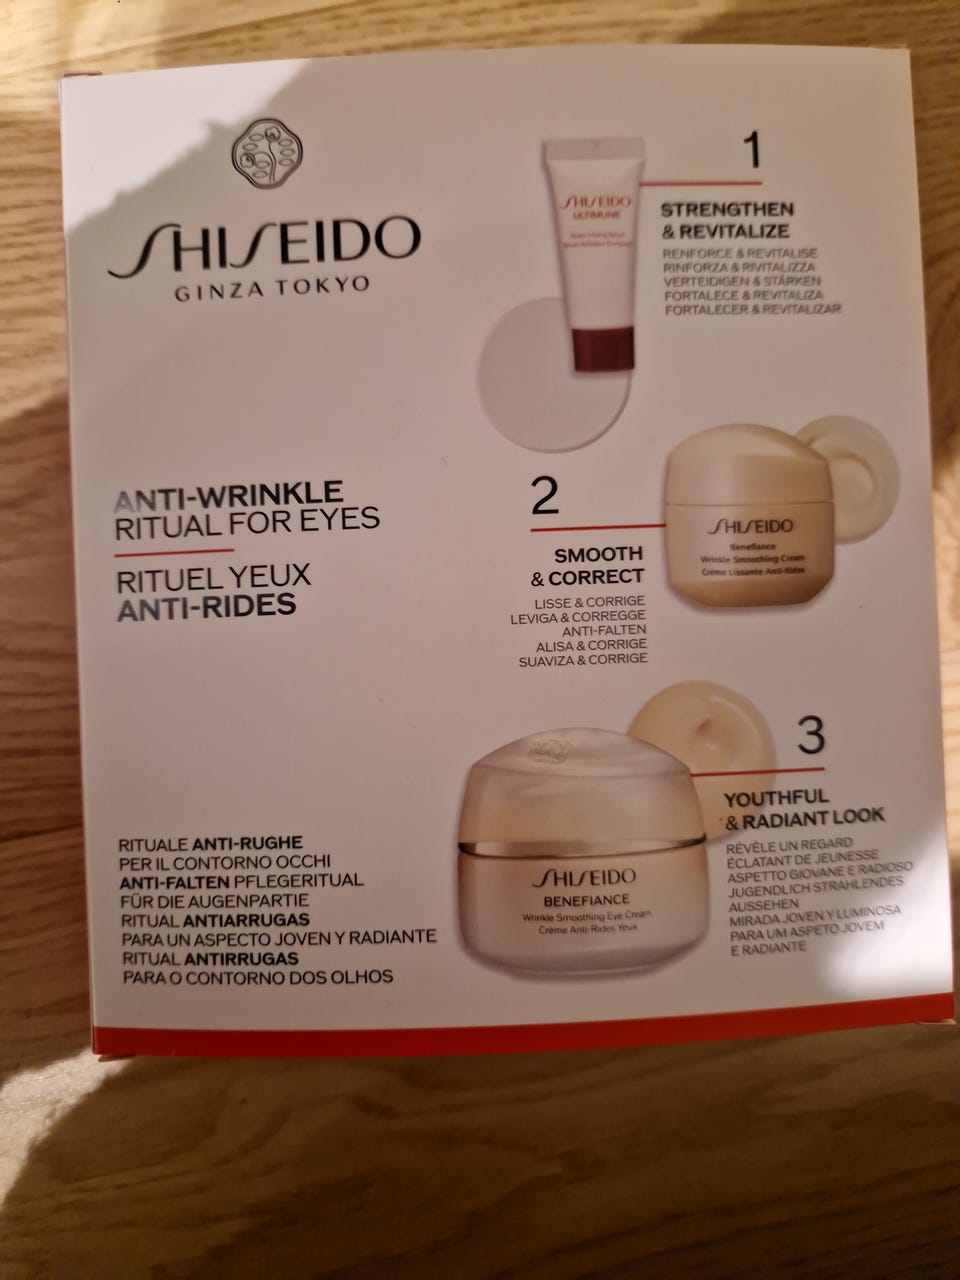 SHISEIDO
GINZA TOKYO
ANTI-WRINKLE
RITUAL FOR EYES
RITUEL YEUX
ANTI-RIDES
RITUALE ANTI-RUGHE
PER IL CONTORNO OCCHI
ANTI-FALTEN PFLEGERITUAL
FÜR DIE AUGENPARTIE
RITUAL ANTIARRUGAS
PARA UN ASPECTO JOVEN Y RADIANTE
RITUAL ANTIRRUGAS
PARA O CONTORNO DOS OLHOS
SHISEIDO
ULTIMUNE
1
STRENGTHEN
& REVITALIZE
RENFORCE & REVITALISE
RINFORZA & RIVITALIZZA
VERTEIDIGEN & STÄRKEN
FORTALECE & REVITALIZA
FORTALECER & REVITALIZAR
2
SMOOTH
& CORRECT
LISSE & CORRIGE
LEVIGA & CORREGGE
ANTI-FALTEN
ALISA & CORRIGE
SUAVIZA & CORRIGE
SHISEIDO
Benefiance
Wrinkle Smoothing Cream
Crème Lissante Anti-Rides
3
YOUTHFUL
& RADIANT LOOK
RÉVÈLE UN REGARD
ÉCLATANT DE JEUNESSE
ASPETTO GIOVANE E RADIOSO
JUGENDLICH STRAHLENDES
AUSSEHEN
MIRADA JOVEN Y LUMINOSA
PARA UM ASPETO JOVEM
E RADIANTE
SHISEIDO
BENEFIANCE
Wrinkle Smoothing Eye Cream
Crème Anti-Rides Yeux